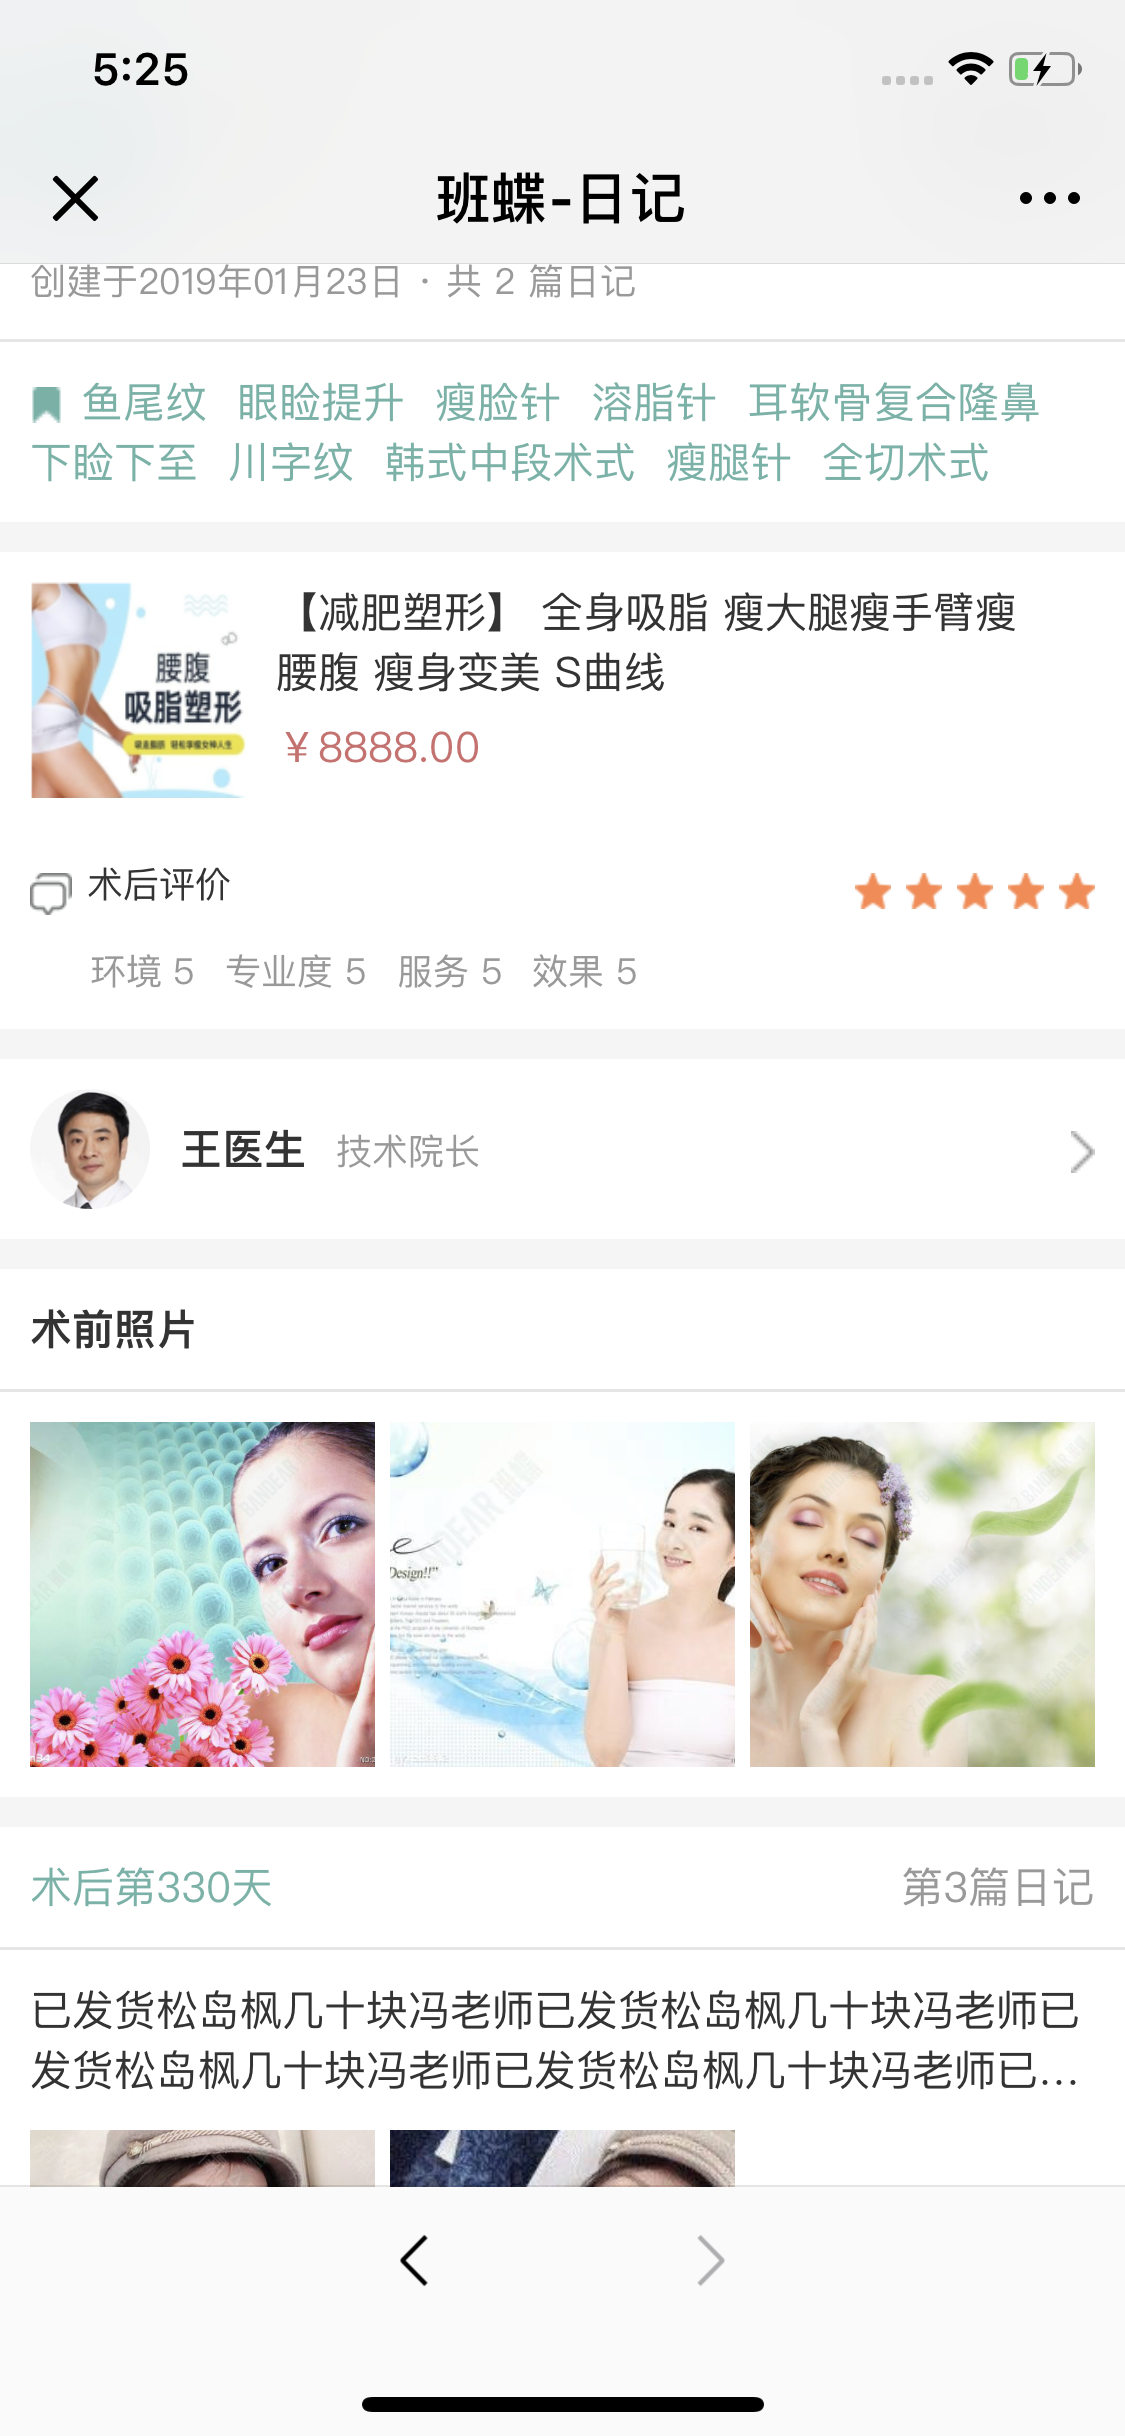 5:25
班蝶-日记
创建于2019年01月23日 · 共 2 篇日记
鱼尾纹 眼睑提升 瘦脸针 溶脂针 耳软骨复合隆鼻
下睑下至 川字纹 韩式中段术式 瘦腿针 全切术式
腰腹
吸脂塑形
【减肥塑形】 全身吸脂 瘦大腿瘦手臂瘦
腰腹 瘦身变美 S曲线
￥8888.00
术后评价
环境 5 专业度 5 服务 5 效果 5
王医生 技术院长
术前照片
Design!!"
BANDEAR 班蝶
术后第330天 第3篇日记
已发货松岛枫几十块冯老师已发货松岛枫几十块冯老师已
发货松岛枫几十块冯老师已发货松岛枫几十块冯老师已...